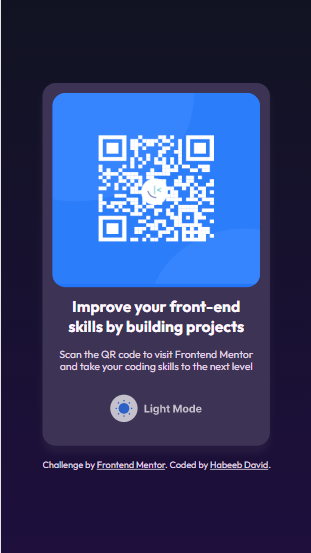 Improve your front-end
skills by building projects
Scan the QR code to visit Frontend Mentor
and take your coding skills to the next level
Light Mode
Challenge by Frontend Mentor. Coded by Habeeb David.